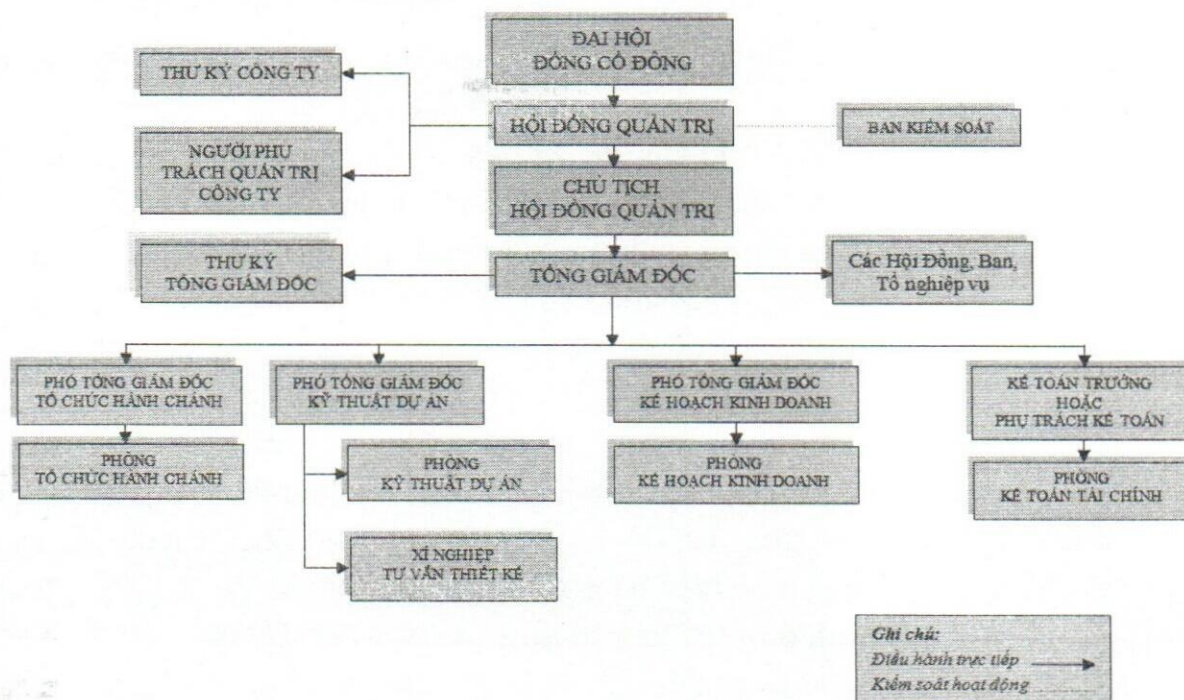 ĐẠI HỘI
ĐỒNG CỔ ĐÔNG
THƯ KÝ CÔNG TY
HỘI ĐỒNG QUẢN TRỊ
BAN KIỂM SOÁT
NGƯỜI PHỤ
TRÁCH QUẢN TRỊ
CÔNG TY
CHỦ TỊCH
HỘI ĐỒNG QUẢN TRỊ
THƯ KÝ
TỔNG GIÁM ĐỐC
TỔNG GIÁM ĐỐC
Các Hội Đồng, Ban,
Tổ nghiệp vụ
PHÓ TỔNG GIÁM ĐỐC
TỔ CHỨC HÀNH CHÁNH
PHÓ TỔNG GIÁM ĐỐC
KỸ THUẬT DỰ ÁN
PHÓ TỔNG GIÁM ĐỐC
KẾ HOẠCH KINH DOANH
KẾ TOÁN TRƯỞNG
HOẶC
PHỤ TRÁCH KẾ TOÁN
PHÒNG
TỔ CHỨC HÀNH CHÁNH
PHÒNG
KỸ THUẬT DỰ ÁN
PHÒNG
KẾ HOẠCH KINH DOANH
PHÒNG
KẾ TOÁN TÀI CHÍNH
XÍ NGHIỆP
TƯ VẤN THIẾT KẾ
Ghi chú:
Điều hành trực tiếp
Kiểm soát hoạt động